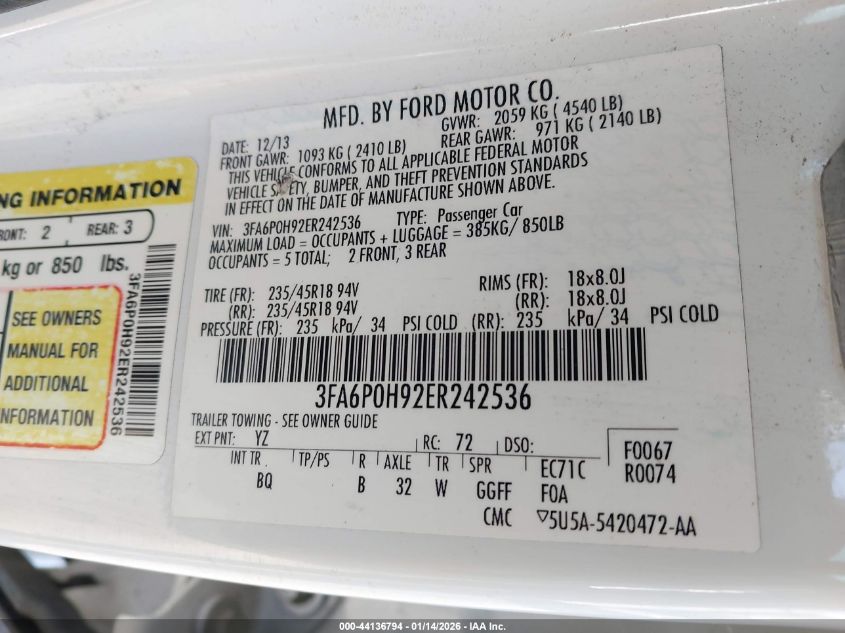 NG INFORMATION
RONT: 2 REAR: 3
kg or 850 lbs.
SEE OWNERS
MANUAL FOR
ADDITIONAL
INFORMATION
3FA6P0H92ER242536
MFD. BY FORD MOTOR CO.
DATE: 12/13 GVWR: 2059 KG ( 4540 LB)
FRONT GAWR: 1093 KG ( 2410 LB) REAR GAWR: 971 KG ( 2140 LB)
THIS VEHICLE CONFORMS TO ALL APPLICABLE FEDERAL MOTOR
VEHICLE SAFETY, BUMPER, AND THEFT PREVENTION STANDARDS
IN EFFECT ON THE DATE OF MANUFACTURE SHOWN ABOVE.
VIN: 3FA6P0H92ER242536 TYPE: Passenger Car
MAXIMUM LOAD = OCCUPANTS + LUGGAGE = 385KG/ 850LB
OCCUPANTS = 5 TOTAL; 2 FRONT, 3 REAR
TIRE (FR): 235/45R18 94V RIMS (FR): 18x8.0J
(RR): 235/45R18 94V (RR): 18x8.0J
PRESSURE (FR): 235 kPa/ 34 PSI COLD (RR): 235 kPa/ 34 PSI COLD
3FA6P0H92ER242536
TRAILER TOWING - SEE OWNER GUIDE
EXT PNT: YZ RC: 72 DSO: F0067
INT TR TP/PS R AXLE TR SPR EC71C R0074
BQ B 32 W GGFF F0A
CMC ▽5U5A-5420472-AA
000-44136794 - 01/14/2026 - IAA Inc.